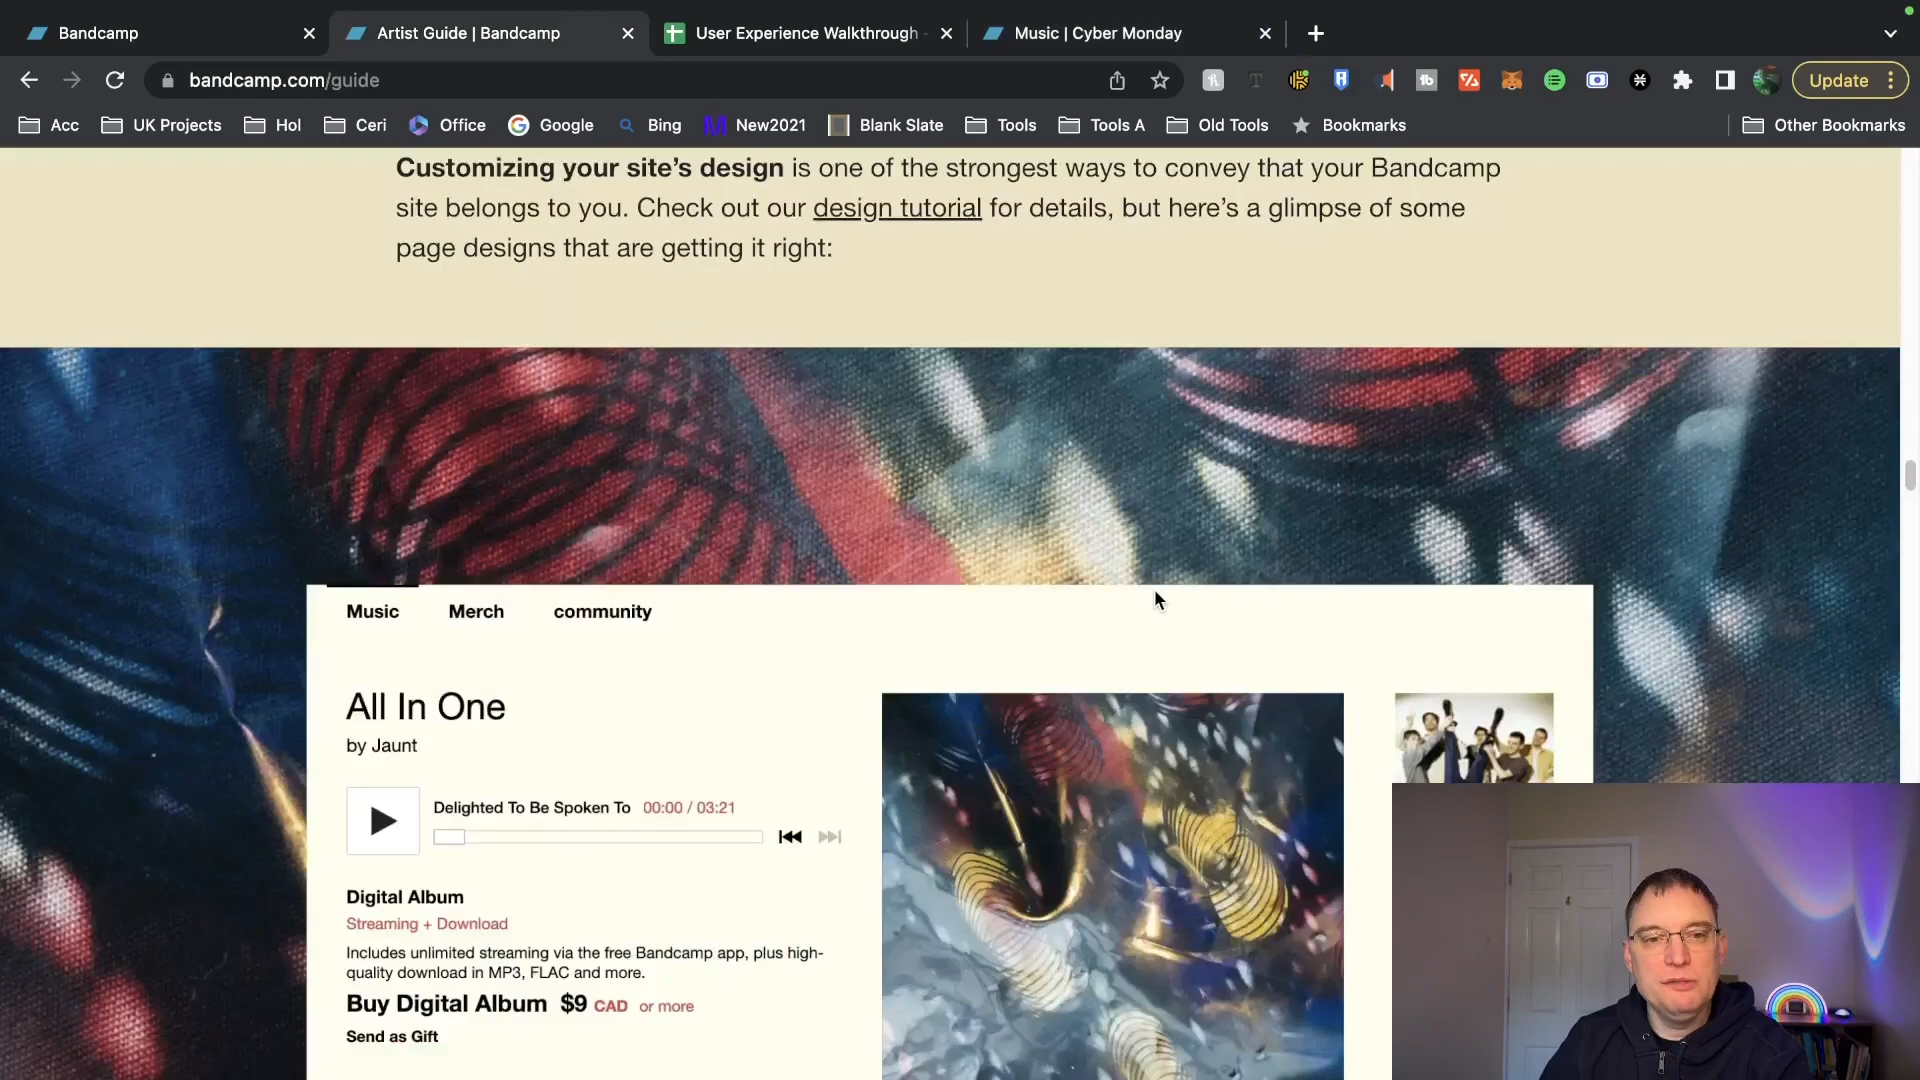 Bandcamp
Artist Guide | Bandcamp
User Experience Walkthrough -
Music | Cyber Monday
bandcamp.com/guide
Update
Acc
UK Projects
Hol
Ceri
Office
Google
Bing
New2021
Blank Slate
Tools
Tools A
Old Tools
Bookmarks
Other Bookmarks
Customizing your site’s design is one of the strongest ways to convey that your Bandcamp
site belongs to you. Check out our design tutorial for details, but here’s a glimpse of some
page designs that are getting it right:
Music
Merch
community
All In One
by Jaunt
Delighted To Be Spoken To 00:00 / 03:21
Digital Album
Streaming + Download
Includes unlimited streaming via the free Bandcamp app, plus high-
quality download in MP3, FLAC and more.
Buy Digital Album $9 CAD or more
Send as Gift